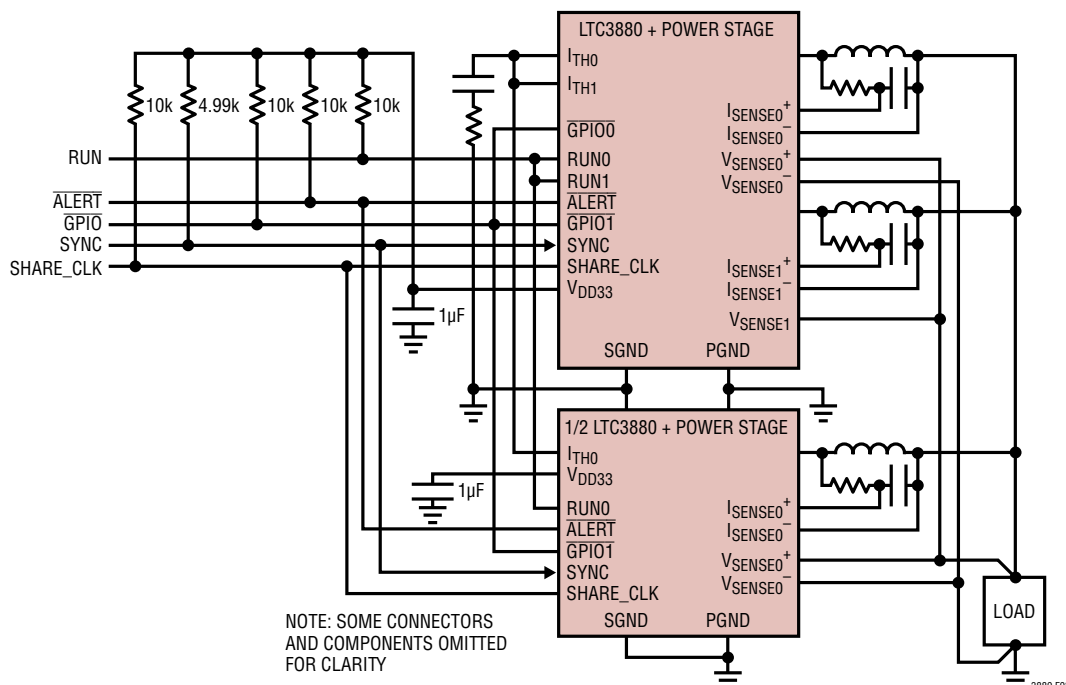 LTC3880 + POWER STAGE
ITH0
ITH1
GPIO0
RUN0
RUN1
ALERT
GPIO1
SYNC
SHARE_CLK
VDD33
ISENSE0+
ISENSE0–
VSENSE0+
VSENSE0–
ISENSE1+
ISENSE1–
VSENSE1
SGND PGND
10k
4.99k
10k
10k
10k
RUN
ALERT
GPIO
SYNC
SHARE_CLK
1µF
1/2 LTC3880 + POWER STAGE
ITH0
VDD33
RUN0
ALERT
GPIO1
SYNC
SHARE_CLK
ISENSE0+
ISENSE0–
VSENSE0+
VSENSE0–
SGND PGND
1µF
LOAD
NOTE: SOME CONNECTORS
AND COMPONENTS OMITTED
FOR CLARITY